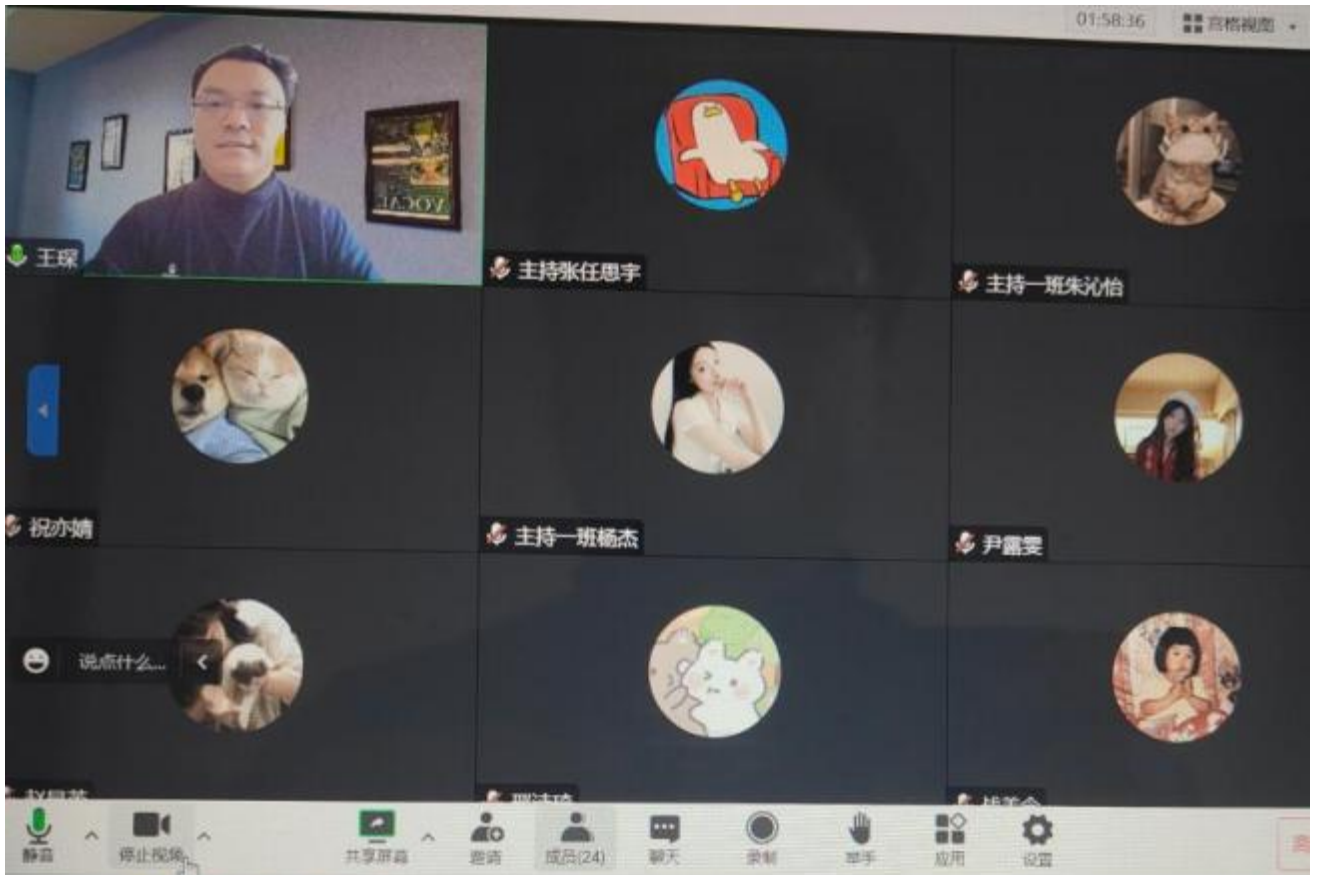 01:58:36 宫格视图
VOCAL
王琛
主持张任思宇
主持一班朱沁怡
祝亦婧
主持一班杨杰
尹露雯
说点什么...
静音
停止视频
共享屏幕
邀请
成员(24)
聊天
录制
举手
应用
设置
离